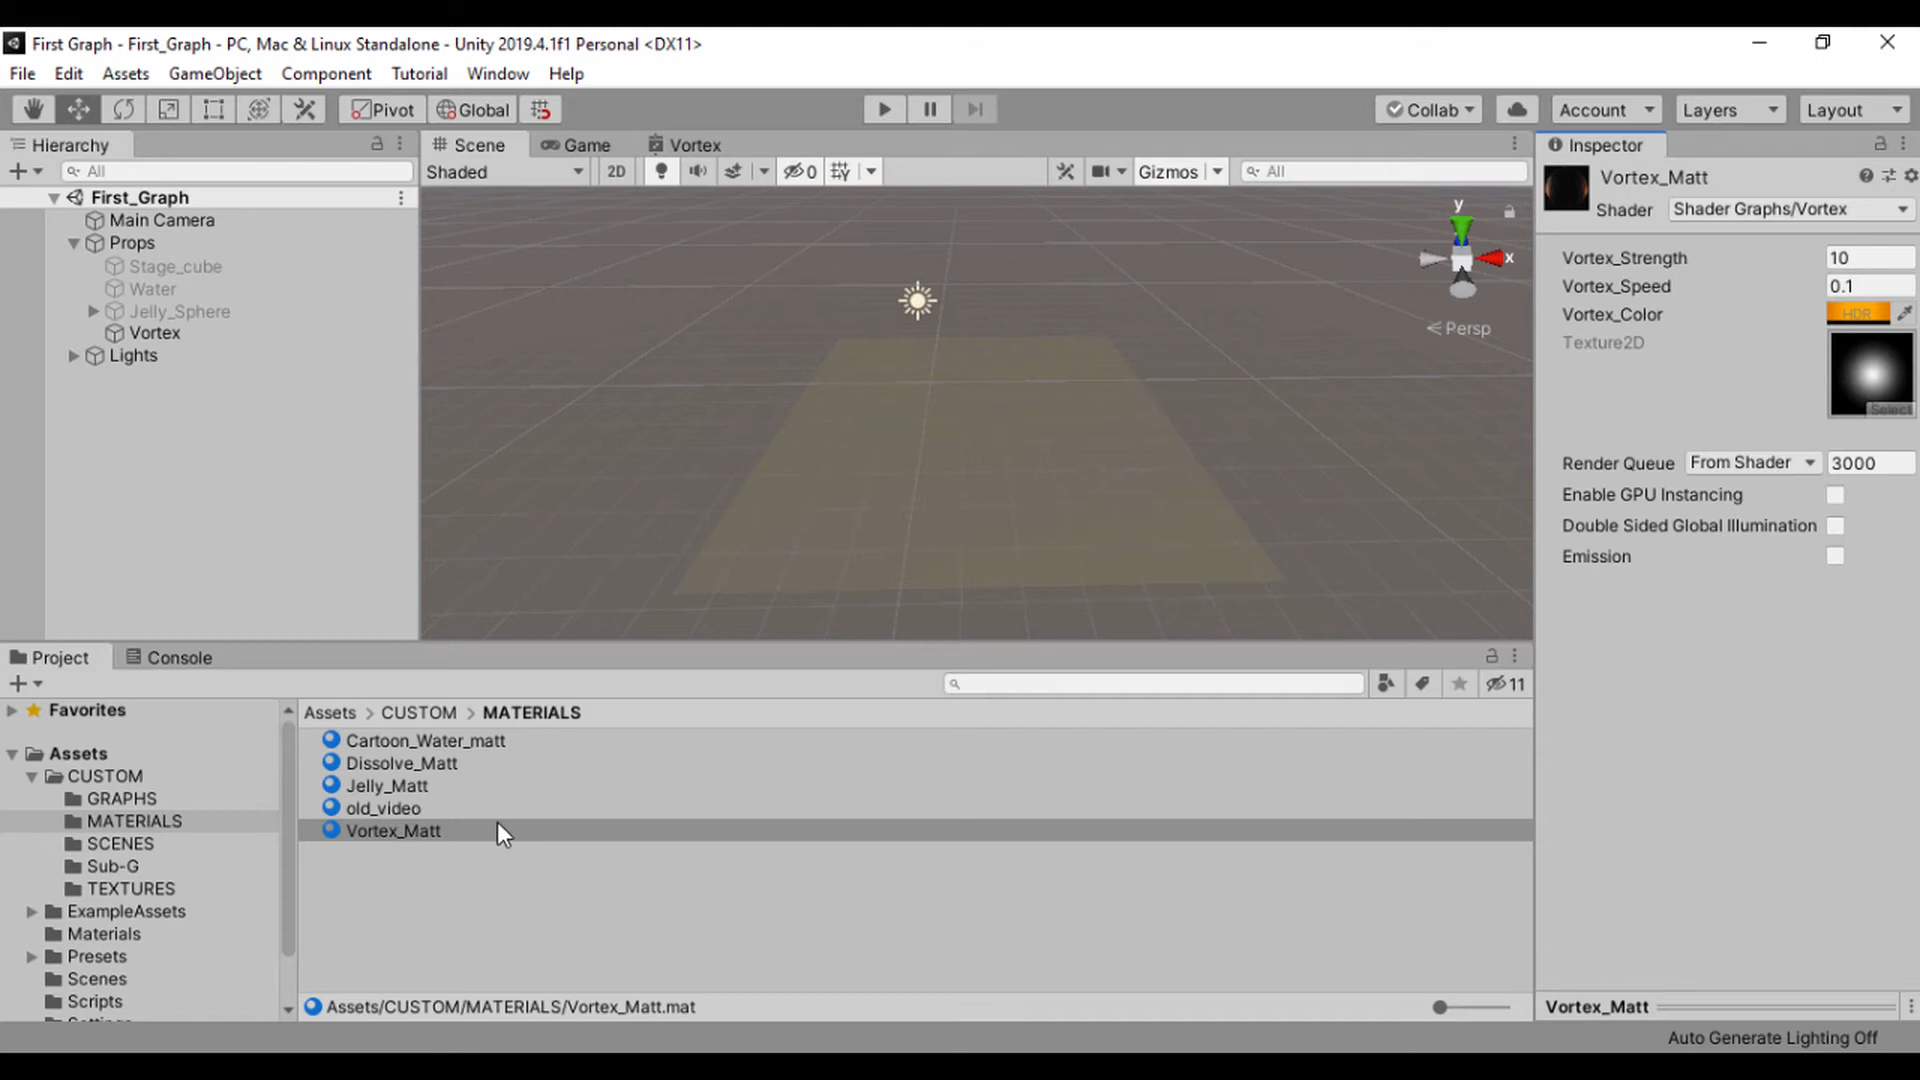 First Graph - First_Graph - PC, Mac & Linux Standalone - Unity 2019.4.1f1 Personal <DX11>
File Edit Assets GameObject Component Tutorial Window Help
Pivot Global Collab Account Layers Layout
Hierarchy
All
First_Graph
Main Camera
Props
Stage_cube
Water
Jelly_Sphere
Vortex
Lights
Scene Game Vortex
Shaded 2D 0 Gizmos All
y
x
Persp
Inspector
Vortex_Matt
Shader Shader Graphs/Vortex
Vortex_Strength 10
Vortex_Speed 0.1
Vortex_Color HDR
Texture2D
Select
Render Queue From Shader 3000
Enable GPU Instancing
Double Sided Global Illumination
Emission
Project Console
11
Favorites
Assets
CUSTOM
GRAPHS
MATERIALS
SCENES
Sub-G
TEXTURES
ExampleAssets
Materials
Presets
Scenes
Scripts
Assets > CUSTOM > MATERIALS
Cartoon_Water_matt
Dissolve_Matt
Jelly_Matt
old_video
Vortex_Matt
Assets/CUSTOM/MATERIALS/Vortex_Matt.mat
Vortex_Matt
Auto Generate Lighting Off